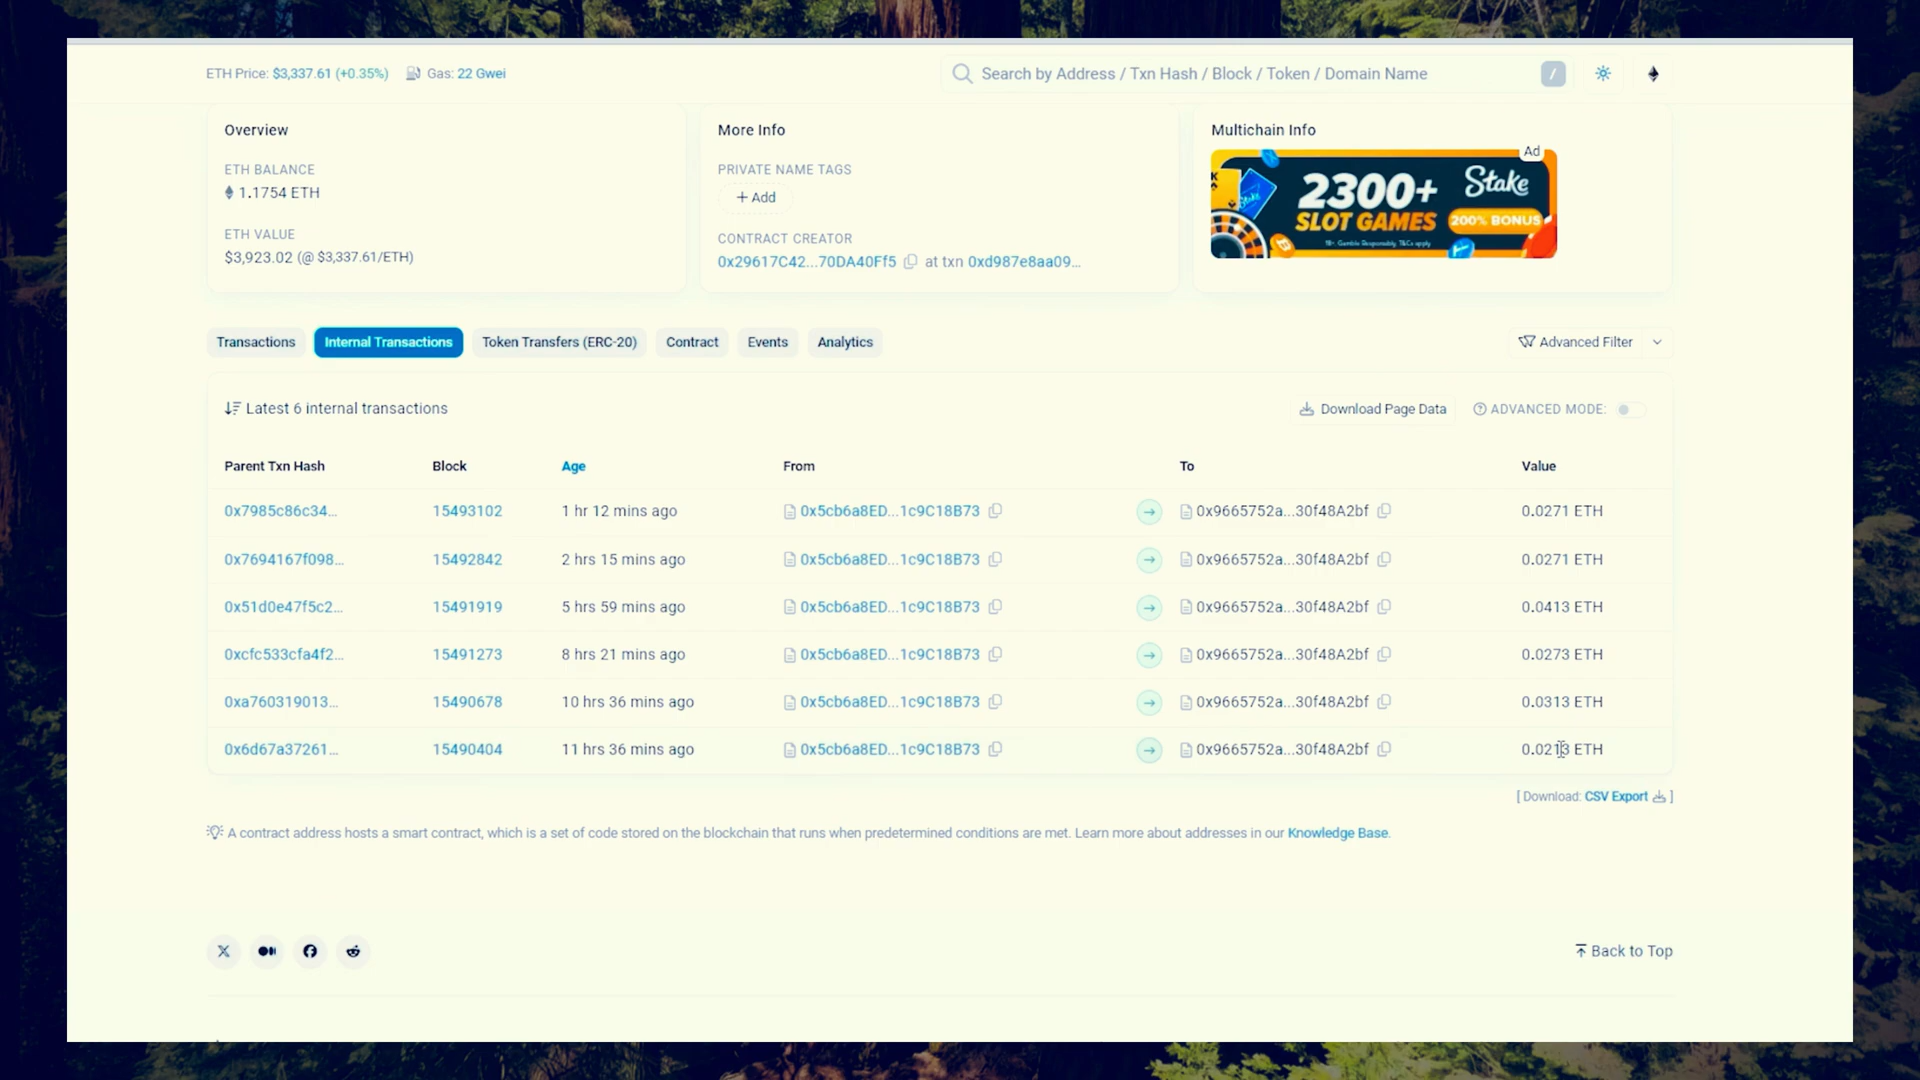 ETH Price: $3,337.61 (+0.35%) Gas: 22 Gwei
Search by Address / Txn Hash / Block / Token / Domain Name /
Overview
ETH BALANCE
1.1754 ETH
ETH VALUE
$3,923.02 (@ $3,337.61/ETH)
More Info
PRIVATE NAME TAGS
+ Add
CONTRACT CREATOR
0x29617C42...70DA40Ff5 at txn 0xd987e8aa09...
Multichain Info
Ad
2300+ Stake
SLOT GAMES 200% BONUS
18+. Gamble Responsibly. T&Cs apply
Transactions Internal Transactions Token Transfers (ERC-20) Contract Events Analytics Advanced Filter
Latest 6 internal transactions Download Page Data ADVANCED MODE:
Parent Txn Hash Block Age From To Value
0x7985c86c34... 15493102 1 hr 12 mins ago 0x5cb6a8ED...1c9C18B73 0x9665752a...30f48A2bf 0.0271 ETH
0x7694167f098... 15492842 2 hrs 15 mins ago 0x5cb6a8ED...1c9C18B73 0x9665752a...30f48A2bf 0.0271 ETH
0x51d0e47f5c2... 15491919 5 hrs 59 mins ago 0x5cb6a8ED...1c9C18B73 0x9665752a...30f48A2bf 0.0413 ETH
0xcfc533cfa4f2... 15491273 8 hrs 21 mins ago 0x5cb6a8ED...1c9C18B73 0x9665752a...30f48A2bf 0.0273 ETH
0xa760319013... 15490678 10 hrs 36 mins ago 0x5cb6a8ED...1c9C18B73 0x9665752a...30f48A2bf 0.0313 ETH
0x6d67a37261... 15490404 11 hrs 36 mins ago 0x5cb6a8ED...1c9C18B73 0x9665752a...30f48A2bf 0.0213 ETH
[ Download: CSV Export ]
A contract address hosts a smart contract, which is a set of code stored on the blockchain that runs when predetermined conditions are met. Learn more about addresses in our Knowledge Base.
Back to Top